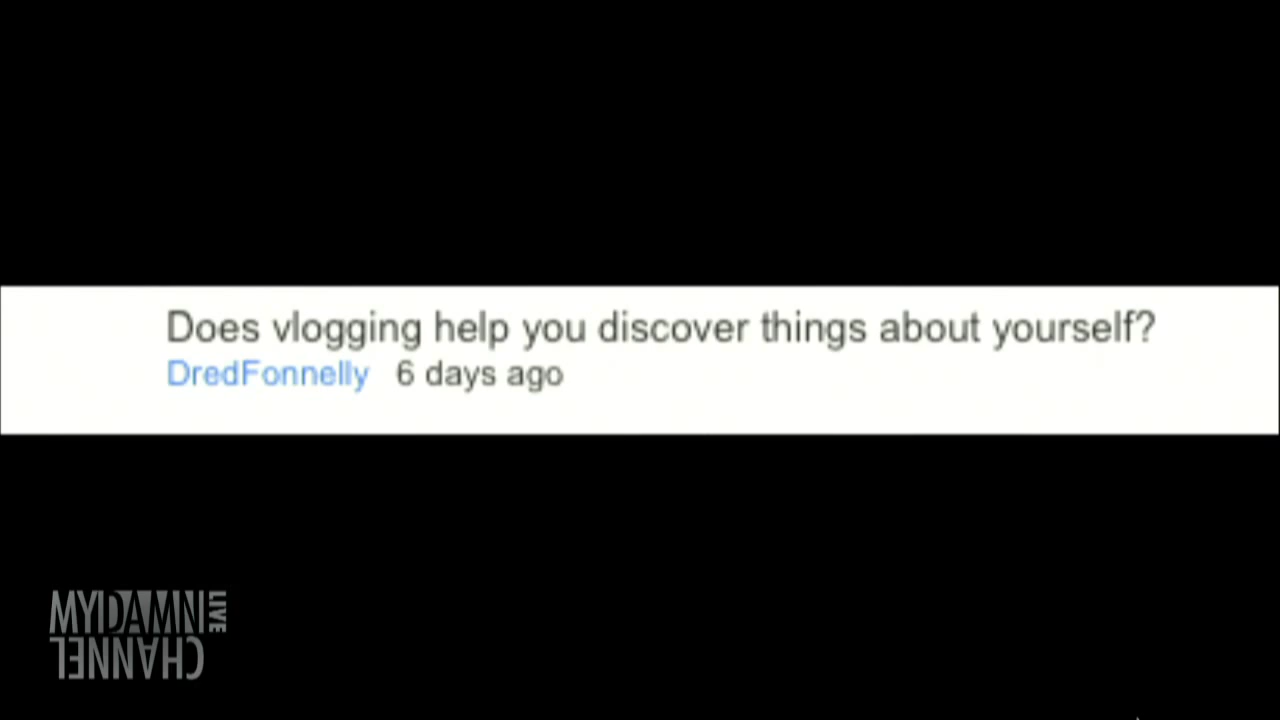 Does vlogging help you discover things about yourself?
DredFonnelly 6 days ago
MYDAMN LIVE
CHANNEL